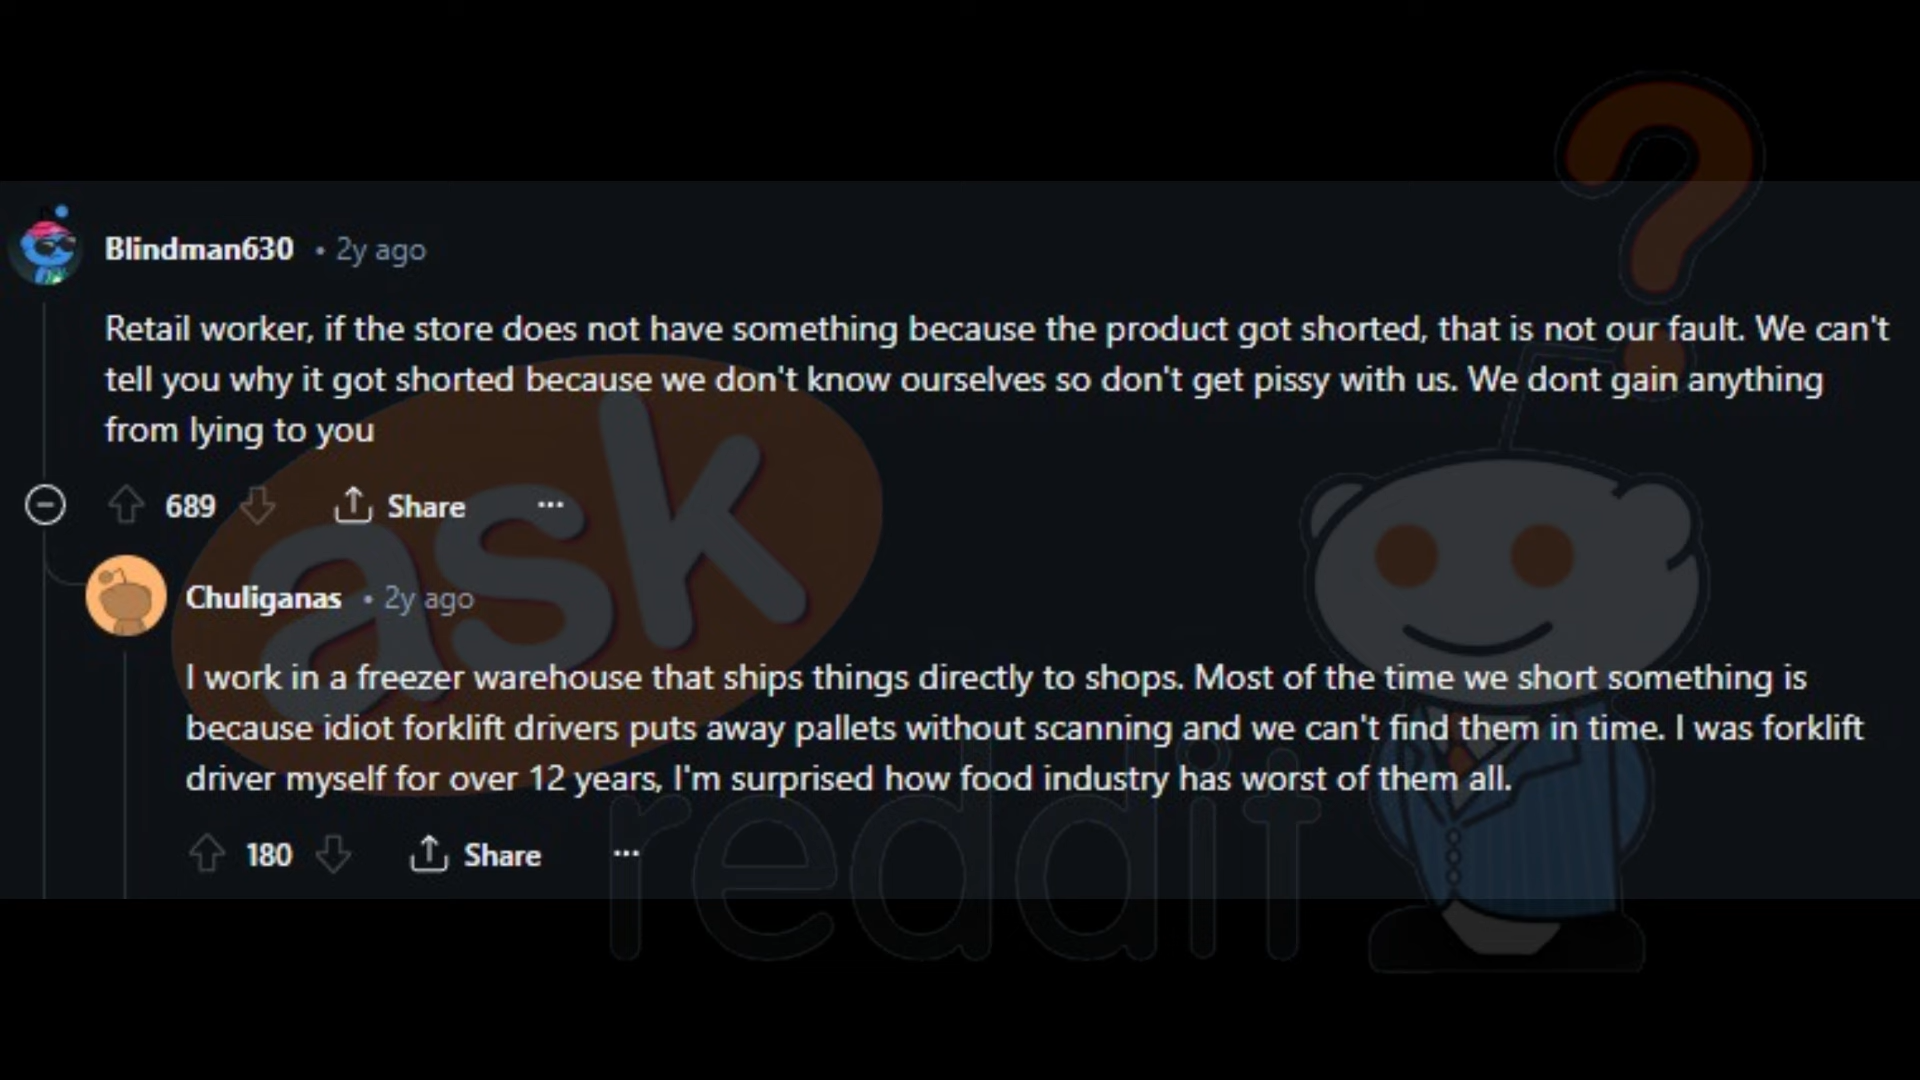 Blindman630 • 2y ago
Retail worker, if the store does not have something because the product got shorted, that is not our fault. We can't
tell you why it got shorted because we don't know ourselves so don't get pissy with us. We dont gain anything
from lying to you
689 Share ...
Chuliganas • 2y ago
I work in a freezer warehouse that ships things directly to shops. Most of the time we short something is
because idiot forklift drivers puts away pallets without scanning and we can't find them in time. I was forklift
driver myself for over 12 years, I'm surprised how food industry has worst of them all.
180 Share ...
ask
reddit
?